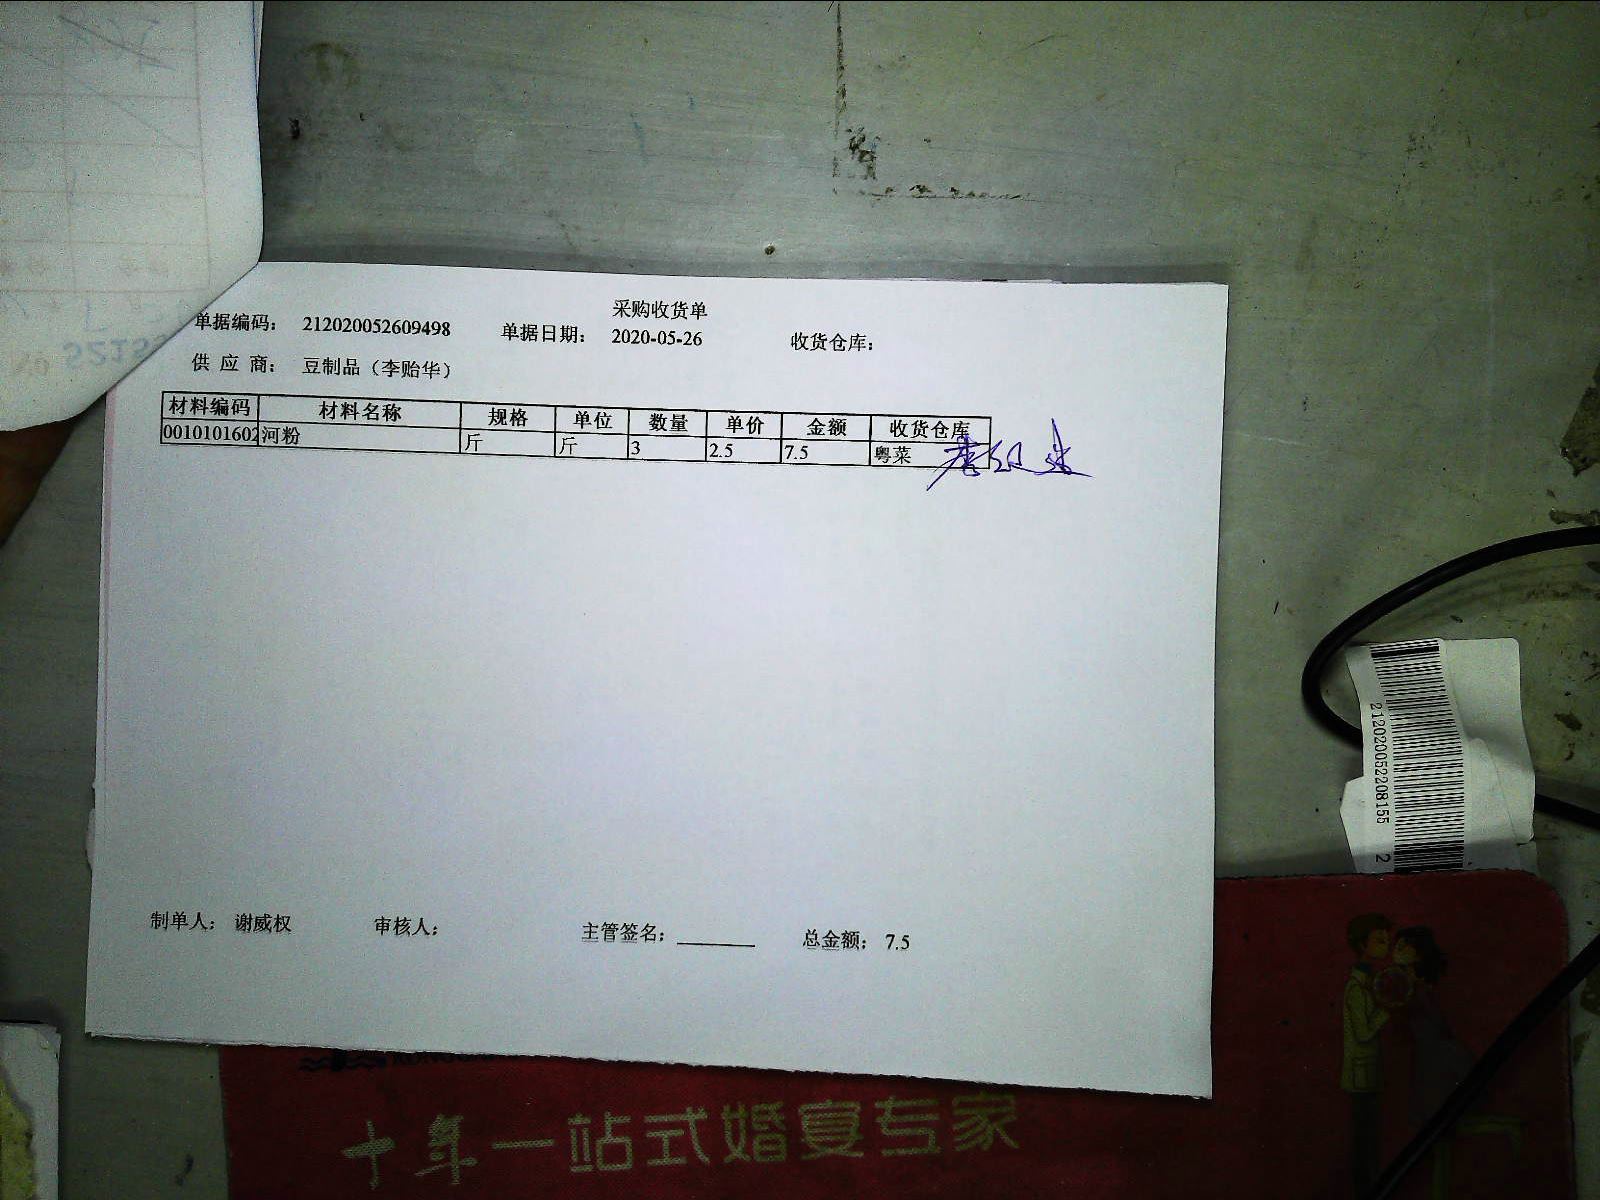 采购收货单
单据编码： 212020052609498 单据日期： 2020-05-26 收货仓库：
供 应 商： 豆制品（李贻华）
材料编码 材料名称 规格 单位 数量 单价 金额 收货仓库
0010101602 河粉 斤 斤 3 2.5 7.5 粤菜
制单人： 谢威权 审核人： 主管签名： 总金额： 7.5
212020052208155 2
十年一站式婚宴专家